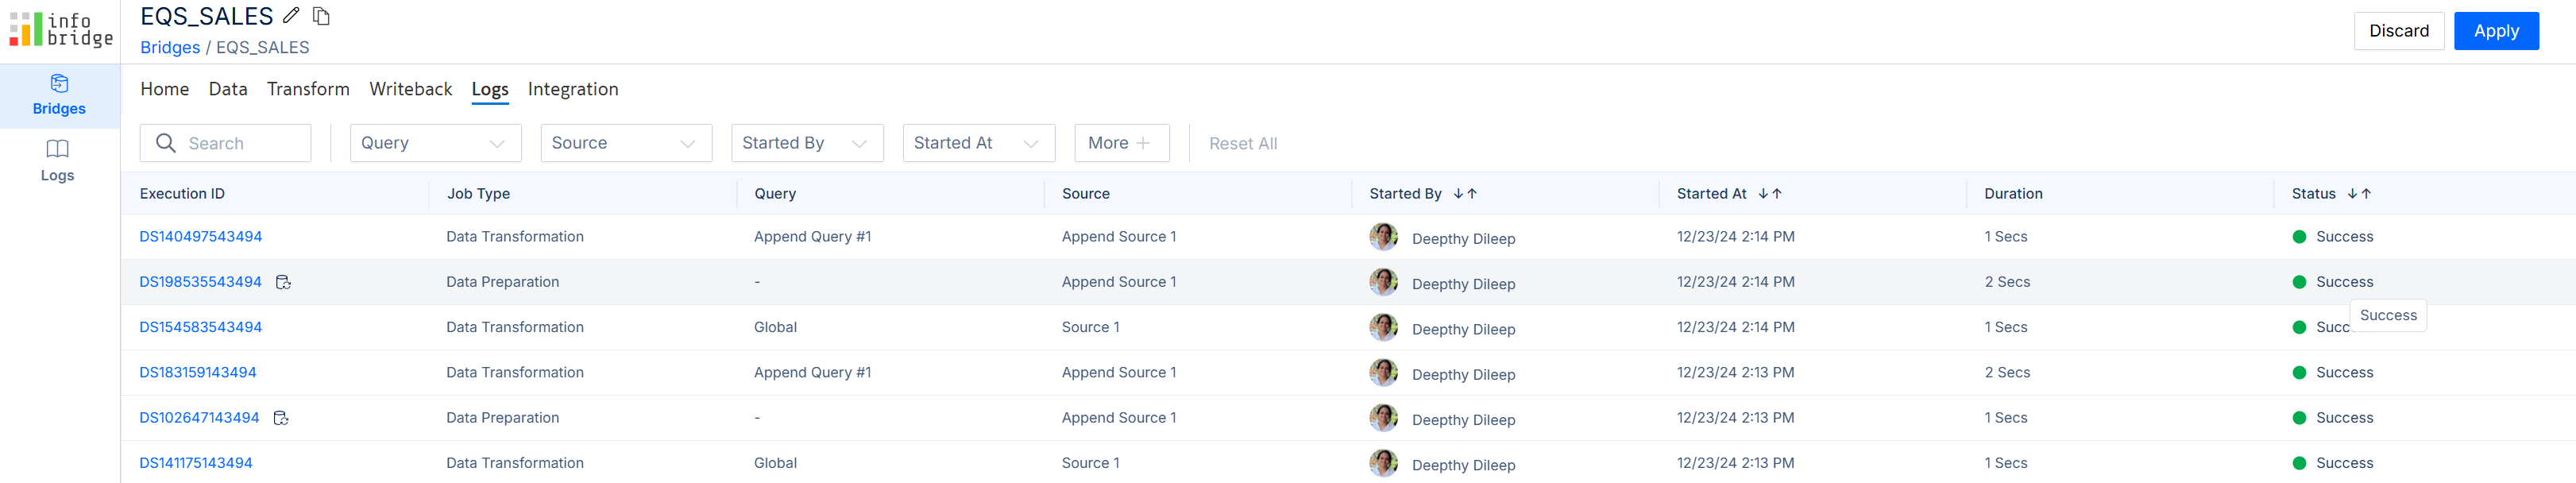 info
bridge
EQS_SALES
Bridges / EQS_SALES
Discard
Apply
Bridges
Logs
Home Data Transform Writeback Logs Integration
Search Query Source Started By Started At More Reset All
Execution ID Job Type Query Source Started By Started At Duration Status
DS140497543494 Data Transformation Append Query #1 Append Source 1 Deepthy Dileep 12/23/24 2:14 PM 1 Secs Success
DS198535543494 Data Preparation - Append Source 1 Deepthy Dileep 12/23/24 2:14 PM 2 Secs Success
Success
DS154583543494 Data Transformation Global Source 1 Deepthy Dileep 12/23/24 2:14 PM 1 Secs Succ
DS183159143494 Data Transformation Append Query #1 Append Source 1 Deepthy Dileep 12/23/24 2:13 PM 2 Secs Success
DS102647143494 Data Preparation - Append Source 1 Deepthy Dileep 12/23/24 2:13 PM 1 Secs Success
DS141175143494 Data Transformation Global Source 1 Deepthy Dileep 12/23/24 2:13 PM 1 Secs Success